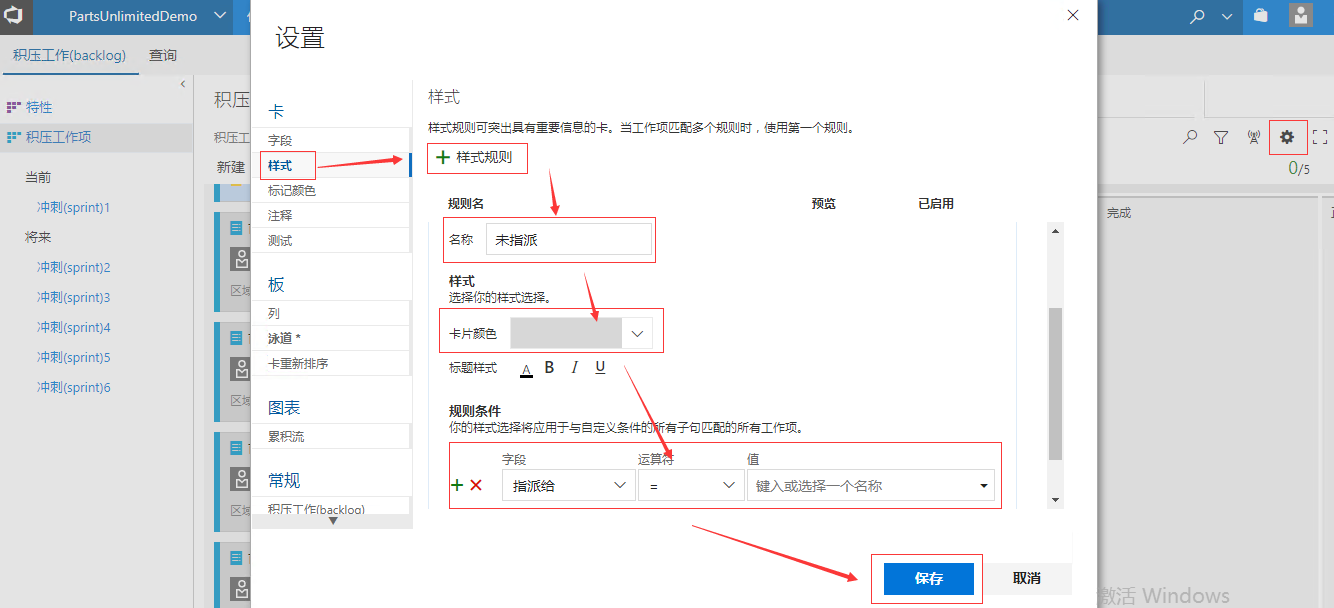 PartsUnlimitedDemo
积压工作(backlog) 查询
特性
积压工作项
当前
冲刺(sprint)1
将来
冲刺(sprint)2
冲刺(sprint)3
冲刺(sprint)4
冲刺(sprint)5
冲刺(sprint)6
积压
积压工
新建
区域
区域
区域
区域
设置
卡
字段
样式
标记颜色
注释
测试
板
列
泳道 *
卡重新排序
图表
累积流
常规
积压工作(backlog)
样式
样式规则可突出具有重要信息的卡。当工作项匹配多个规则时，使用第一个规则。
+ 样式规则
规则名 预览 已启用
名称 未指派
样式
选择你的样式选择。
卡片颜色
标题样式 A B I U
规则条件
你的样式选择将应用于与自定义条件的所有子句匹配的所有工作项。
字段 运算符 值
指派给 = 键入或选择一个名称
保存 取消
0/5
完成
激活 Windows